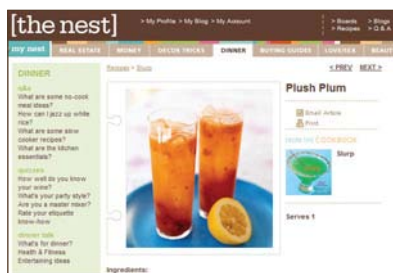 [the nest]
> My Profile > My Blog > My Account
> Boards > Blogs
> Recipes > Q & A
my nest REAL ESTATE MONEY DECOR TRICKS DINNER BUYING GUIDES LOVE/SEX BEAUT
DINNER
q&a
What are some no-cook
meal ideas?
How can I jazz up white
rice?
What are some slow
cooker recipes?
What are the kitchen
essentials?
quizzes
How well do you know
your wine?
What's your party style?
Are you a master mixer?
Rate your etiquette
know-how
dinner talk
What's for dinner?
Health & Fitness
Entertaining ideas
Recipes > Slurp
< PREV NEXT >
Plush Plum
Email Article
Print
COOKBOOK
Slurp
Serves 1
Ingredients: